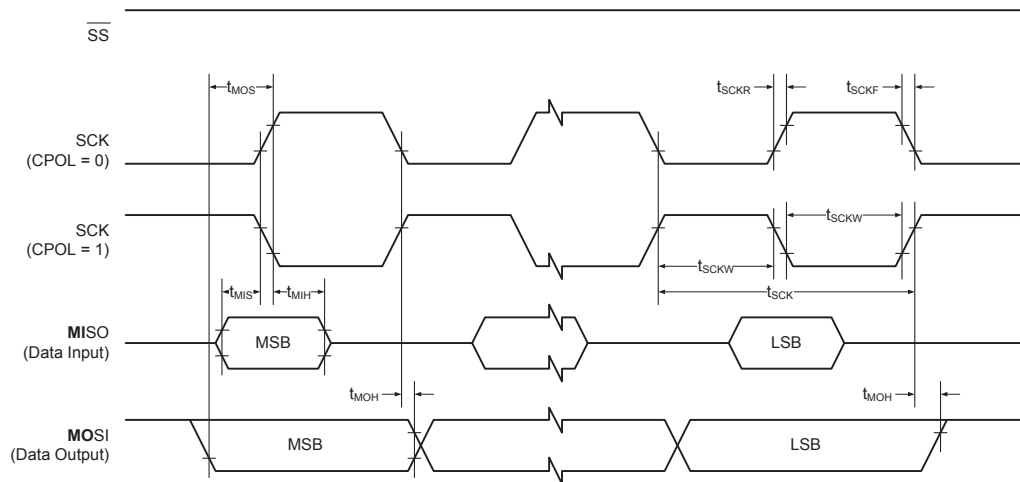 SS
tMOS
tSCKR
tSCKF
SCK
(CPOL = 0)
SCK
(CPOL = 1)
tSCKW
tSCKW
tSCK
tMIS
tMIH
MISO
(Data Input)
MSB
LSB
tMOH
tMOH
MOSI
(Data Output)
MSB
LSB